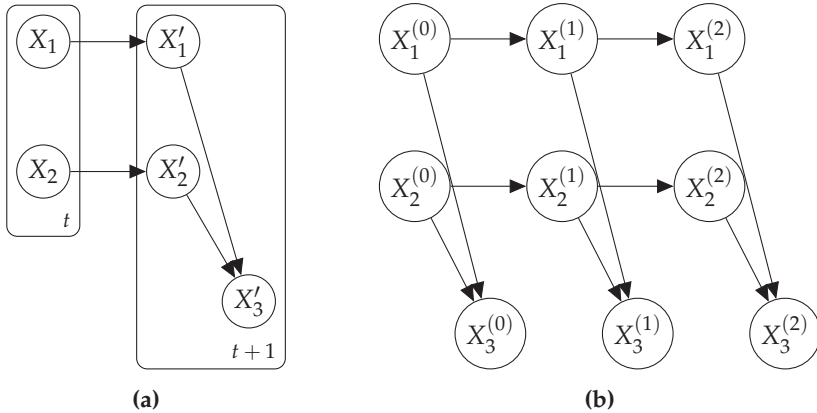 X₁ X′₁
X₂ X′₂
t
X′₃
t + 1
(a)
X₁⁽⁰⁾ X₁⁽¹⁾ X₁⁽²⁾
X₂⁽⁰⁾ X₂⁽¹⁾ X₂⁽²⁾
X₃⁽⁰⁾ X₃⁽¹⁾ X₃⁽²⁾
(b)